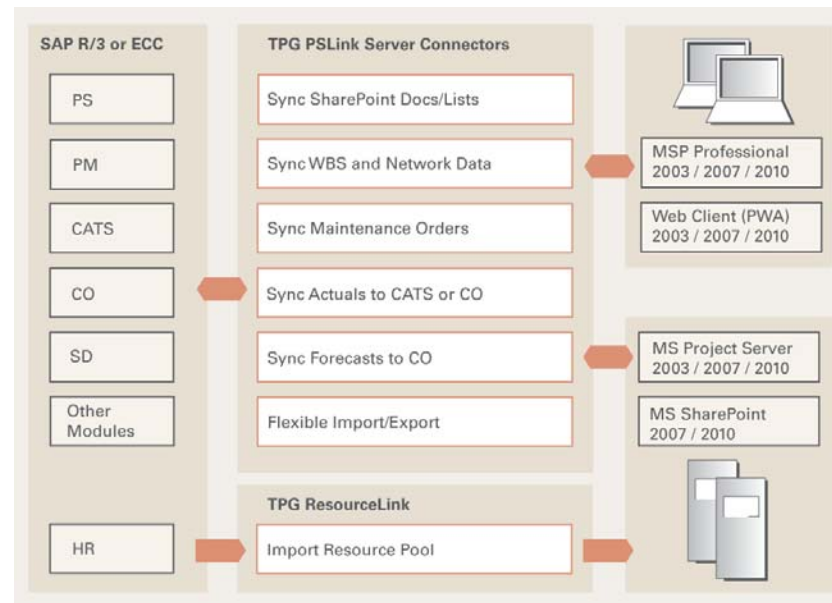 SAP R/3 or ECC
PS
PM
CATS
CO
SD
Other
Modules
HR
TPG PSLink Server Connectors
Sync SharePoint Docs/Lists
Sync WBS and Network Data
Sync Maintenance Orders
Sync Actuals to CATS or CO
Sync Forecasts to CO
Flexible Import/Export
TPG ResourceLink
Import Resource Pool
MSP Professional
2003 / 2007 / 2010
Web Client (PWA)
2003 / 2007 / 2010
MS Project Server
2003 / 2007 / 2010
MS SharePoint
2007 / 2010